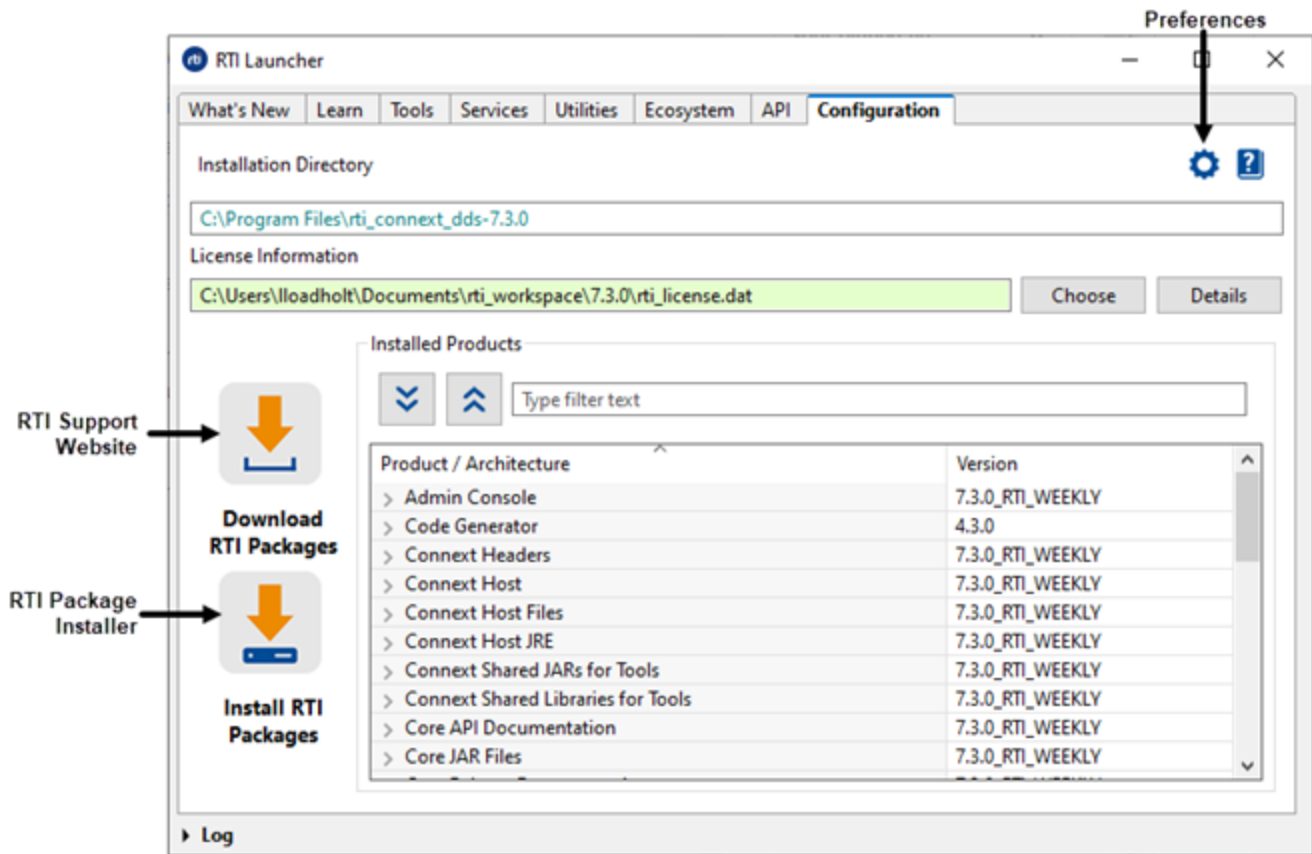 Preferences
rti RTI Launcher
What's New Learn Tools Services Utilities Ecosystem API Configuration
Installation Directory
C:\Program Files\rti_connext_dds-7.3.0
License Information
C:\Users\lloadholt\Documents\rti_workspace\7.3.0\rti_license.dat Choose Details
Installed Products
Type filter text
RTI Support
Website
Download
RTI Packages
RTI Package
Installer
Install RTI
Packages
Product / Architecture Version
Admin Console 7.3.0_RTI_WEEKLY
Code Generator 4.3.0
Connext Headers 7.3.0_RTI_WEEKLY
Connext Host 7.3.0_RTI_WEEKLY
Connext Host Files 7.3.0_RTI_WEEKLY
Connext Host JRE 7.3.0_RTI_WEEKLY
Connext Shared JARs for Tools 7.3.0_RTI_WEEKLY
Connext Shared Libraries for Tools 7.3.0_RTI_WEEKLY
Core API Documentation 7.3.0_RTI_WEEKLY
Core JAR Files 7.3.0_RTI_WEEKLY
Log